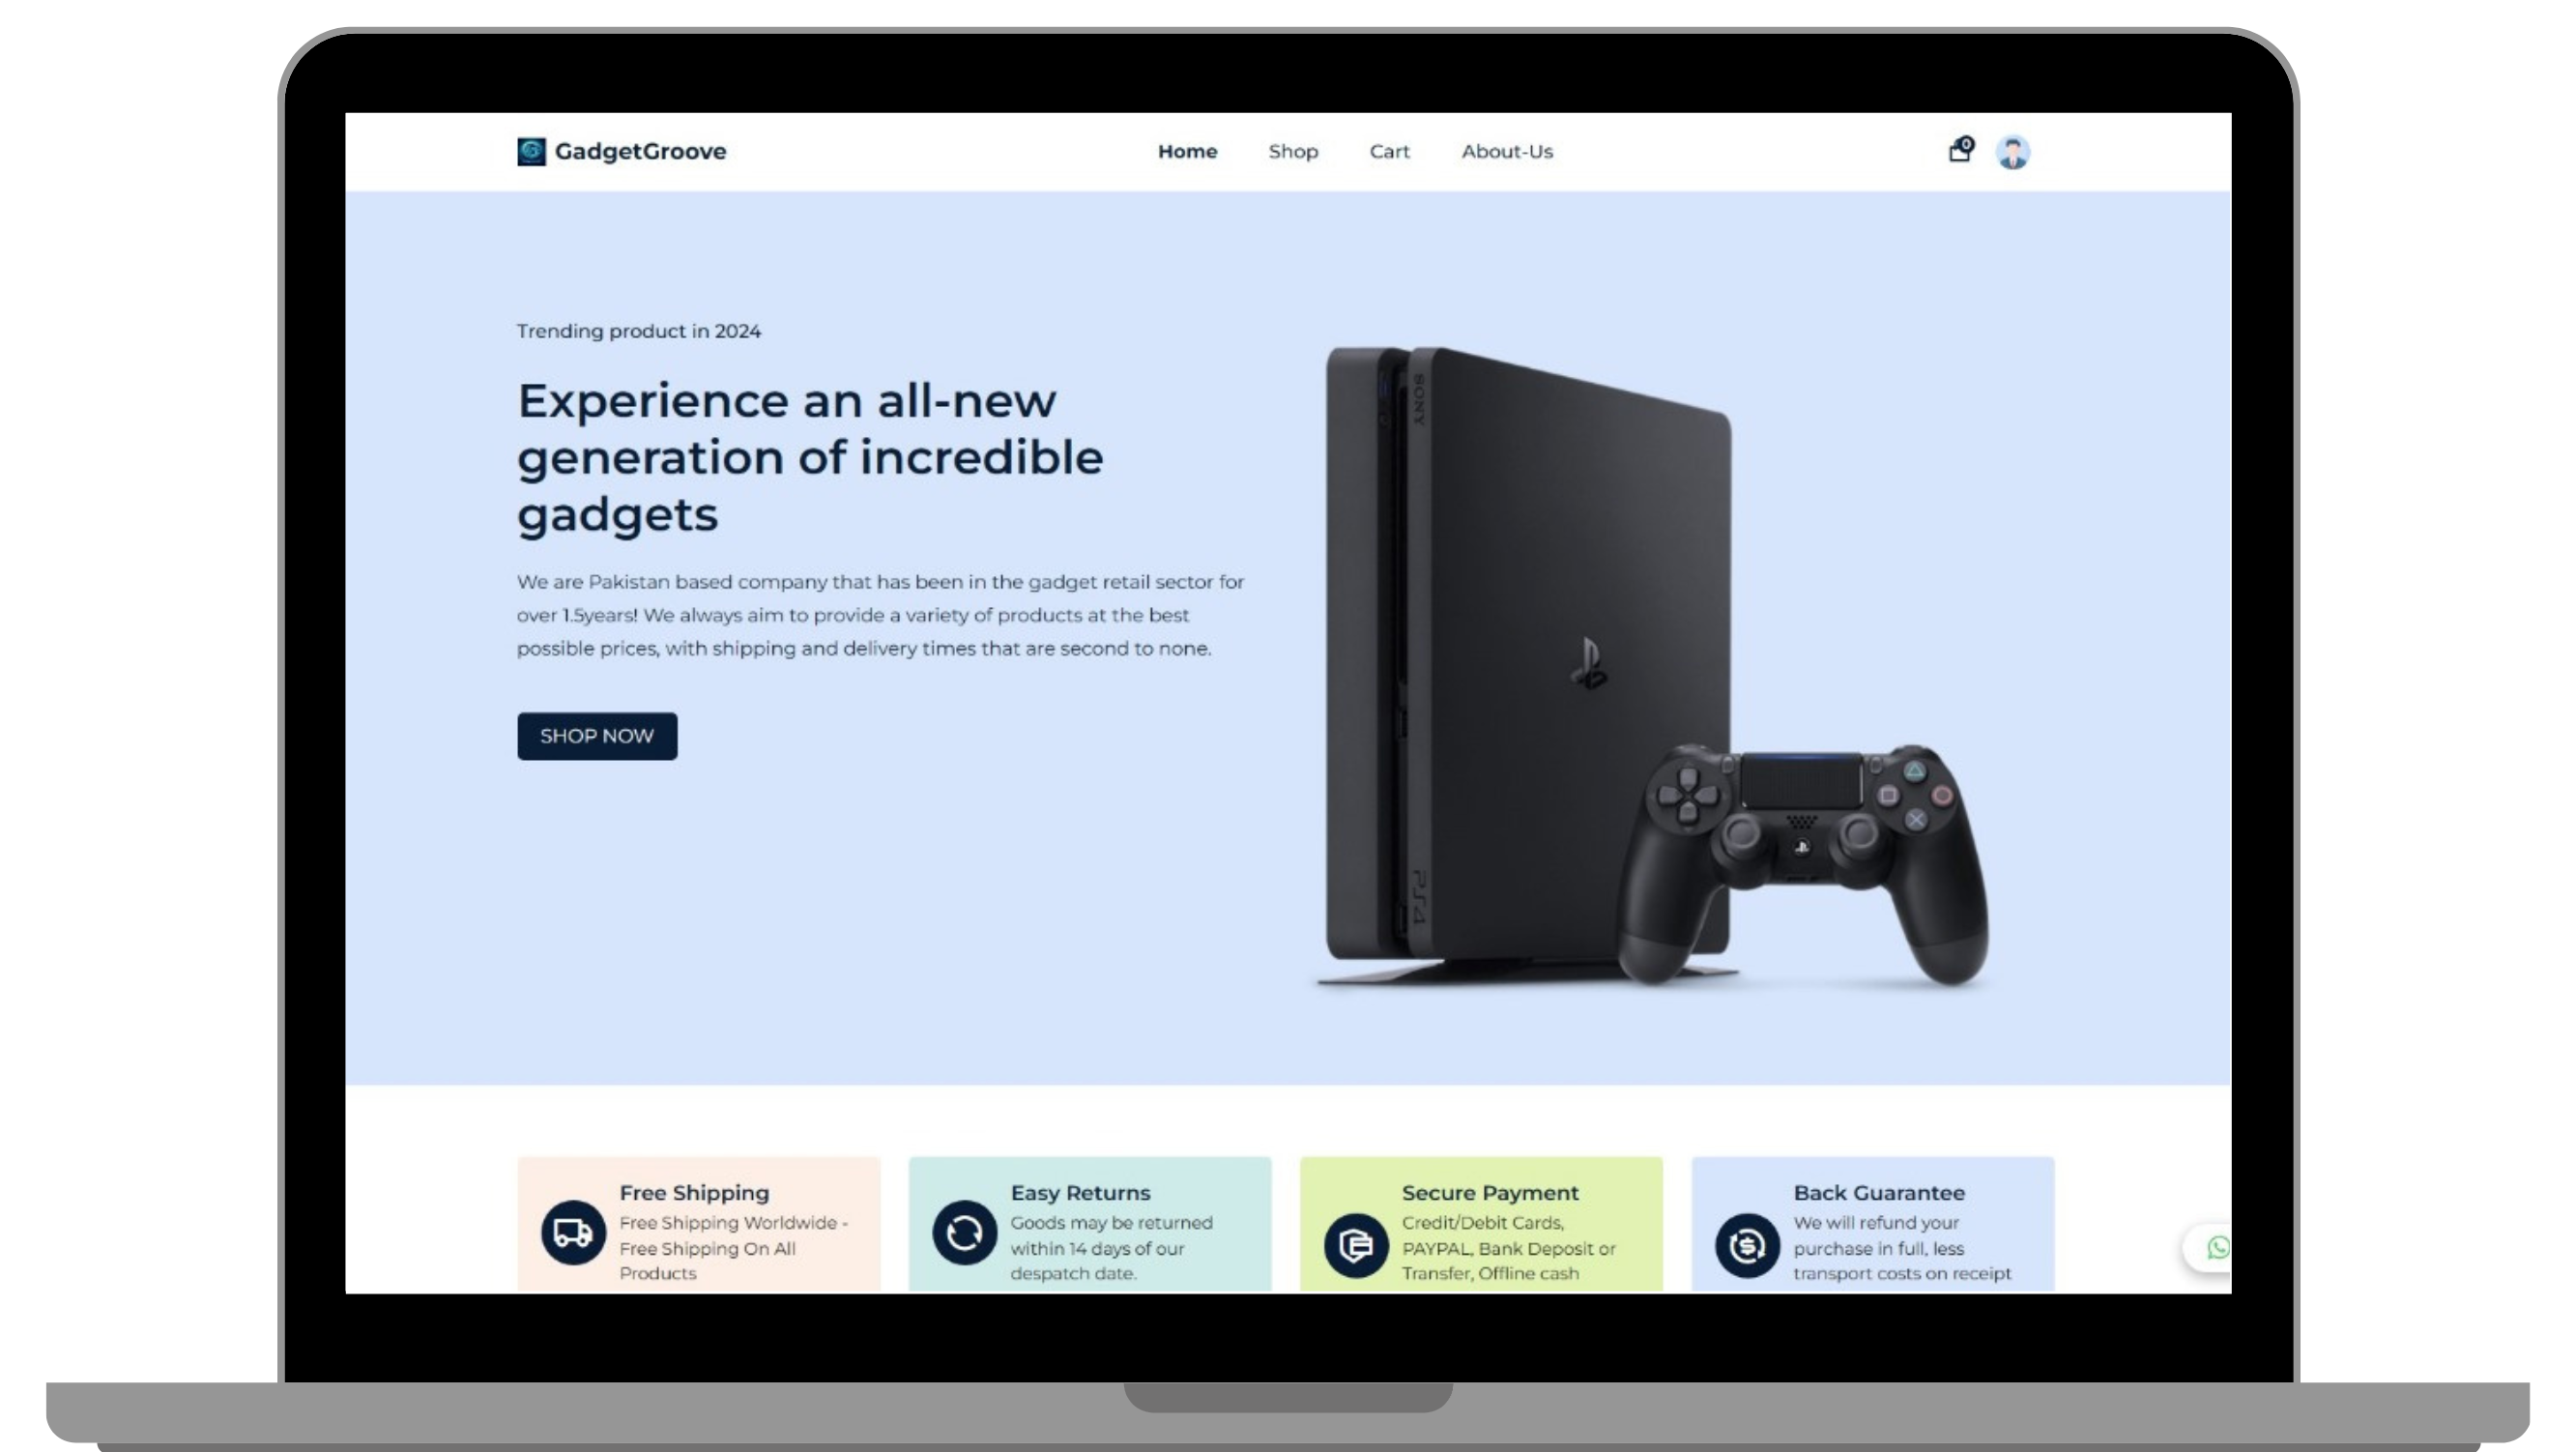 GadgetGroove
Home
Shop
Cart
About-Us
0
Trending product in 2024
Experience an all-new
generation of incredible
gadgets
We are Pakistan based company that has been in the gadget retail sector for
over 1.5years! We always aim to provide a variety of products at the best
possible prices, with shipping and delivery times that are second to none.
SHOP NOW
SONY
PS4
Free Shipping
Free Shipping Worldwide -
Free Shipping On All
Products
Easy Returns
Goods may be returned
within 14 days of our
despatch date.
Secure Payment
Credit/Debit Cards,
PAYPAL, Bank Deposit or
Transfer, Offline cash
Back Guarantee
We will refund your
purchase in full, less
transport costs on receipt